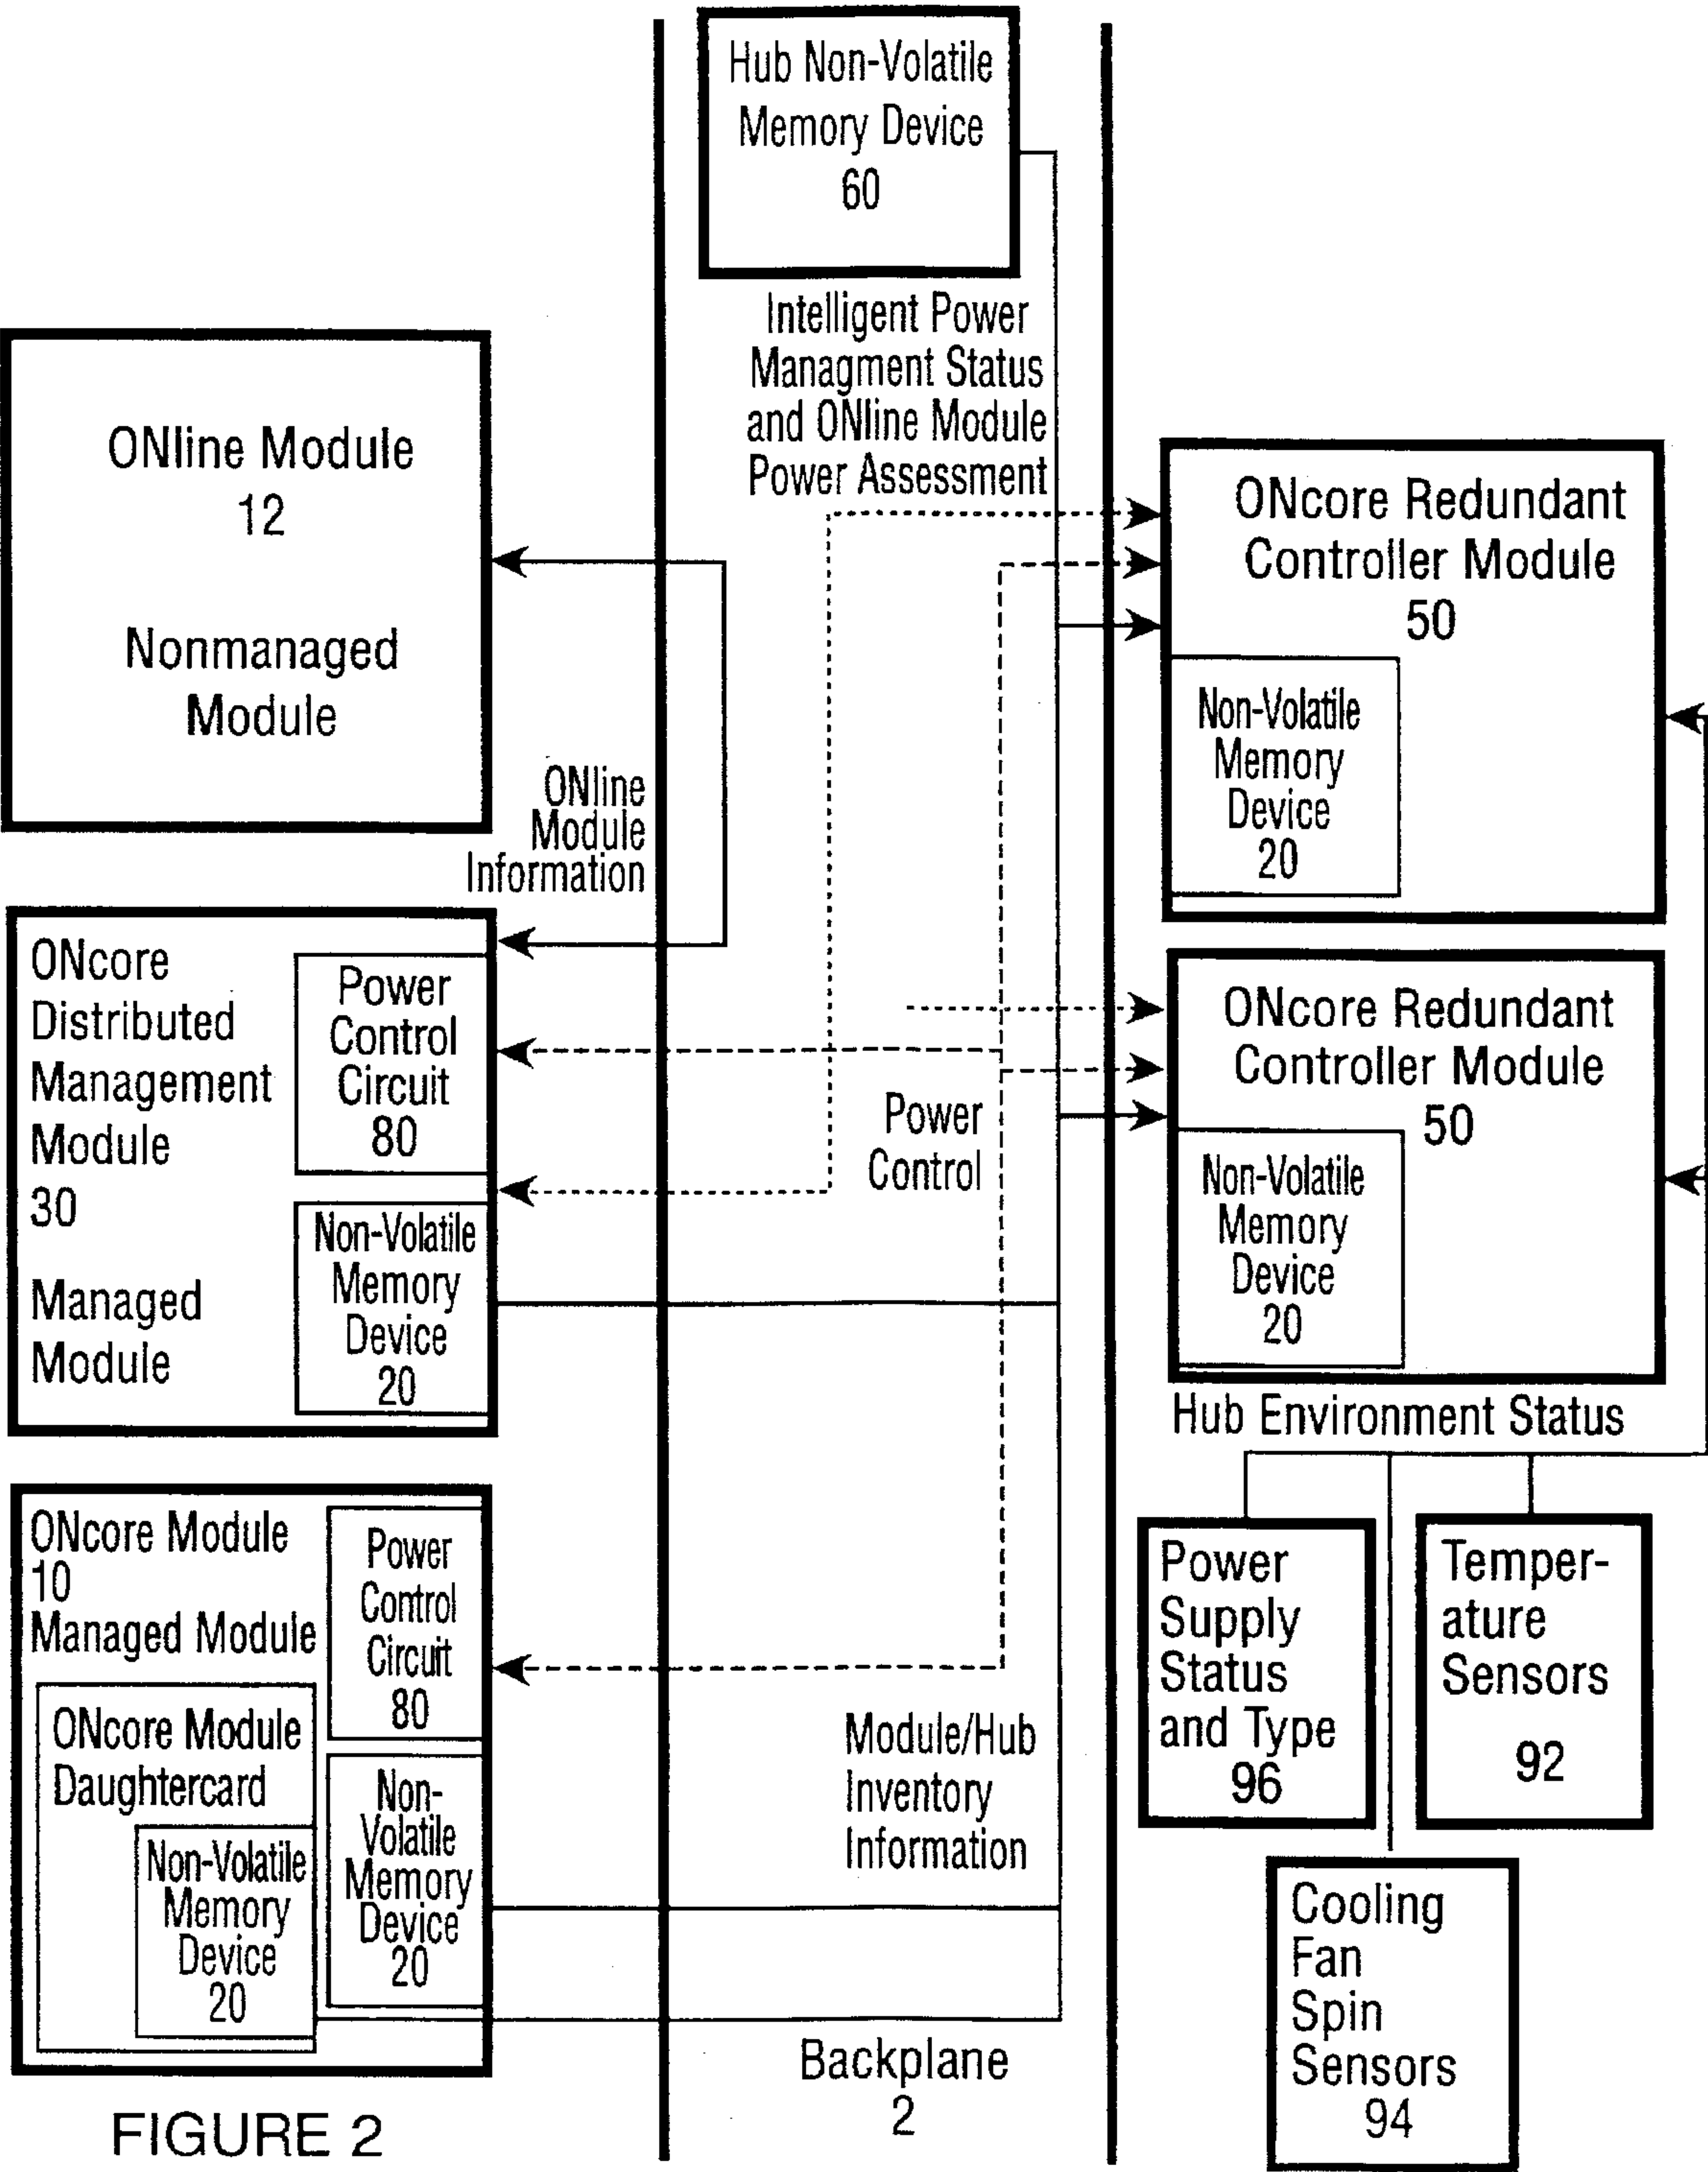 Hub Non-Volatile
Memory Device
60
Intelligent Power
Managment Status
and ONline Module
Power Assessment
ONline Module
12
Nonmanaged
Module
ONline
Module
Information
ONcore Redundant
Controller Module
50
Non-Volatile
Memory
Device
20
ONcore
Distributed
Management
Module
30
Managed
Module
Power
Control
Circuit
80
Non-Volatile
Memory
Device
20
Power
Control
ONcore Redundant
Controller Module
50
Non-Volatile
Memory
Device
20
Hub Environment Status
ONcore Module
10
Managed Module
Power
Control
Circuit
80
ONcore Module
Daughtercard
Non-Volatile
Memory
Device
20
Non-
Volatile
Memory
Device
20
Module/Hub
Inventory
Information
Power
Supply
Status
and Type
96
Temper-
ature
Sensors
92
Cooling
Fan
Spin
Sensors
94
Backplane
2
FIGURE 2